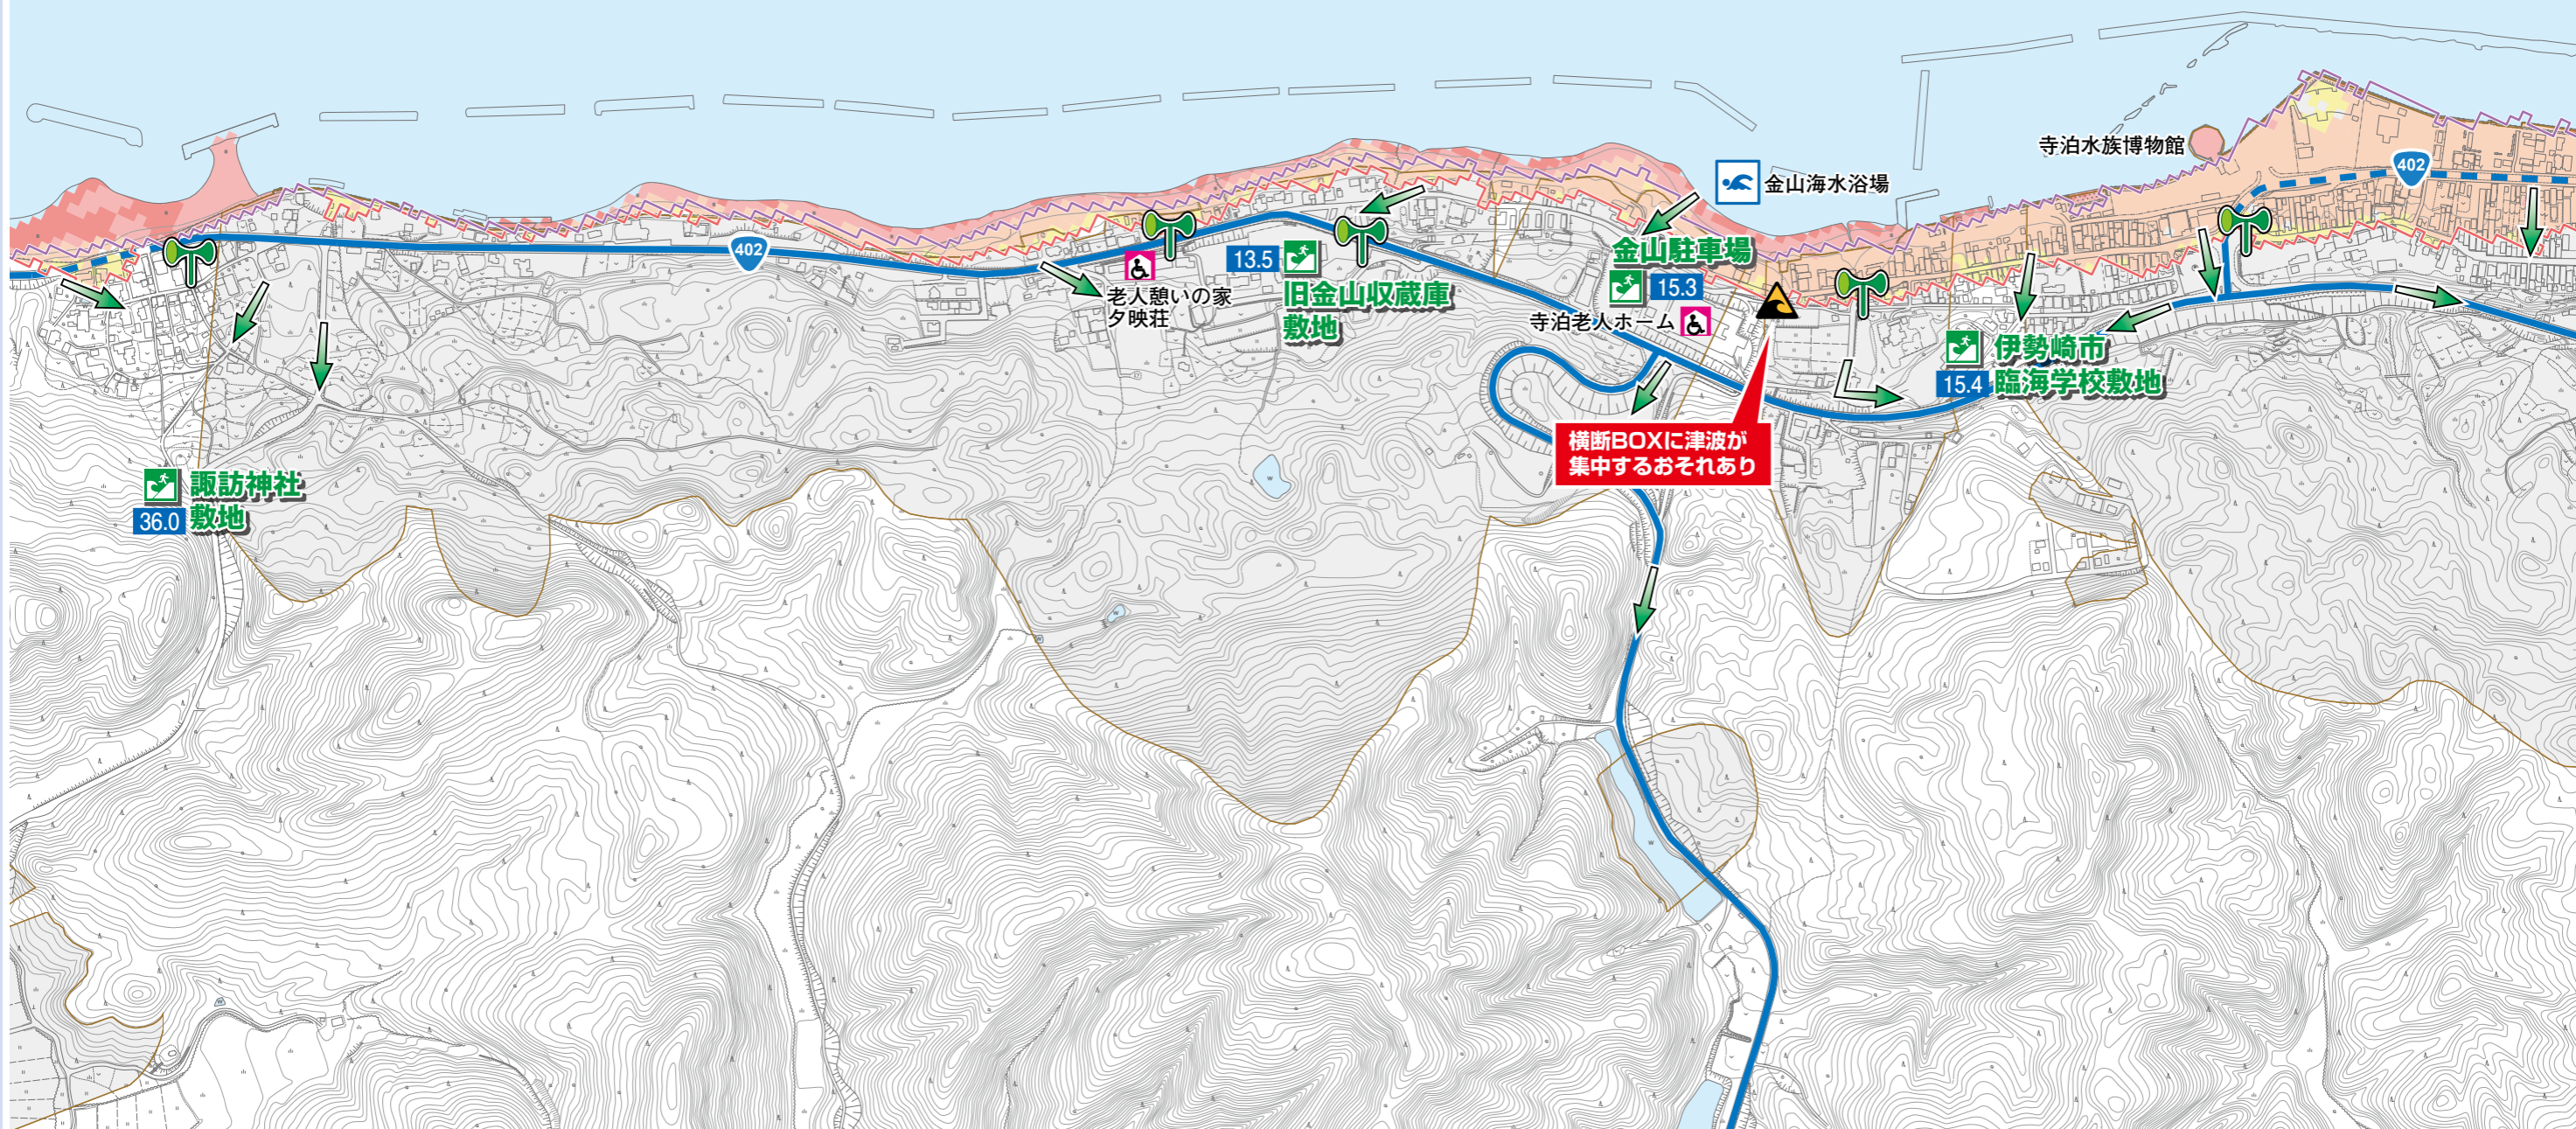 寺泊水族博物館
402
金山海水浴場
402
金山駐車場
15.3
13.5
旧金山収蔵庫
敷地
老人憩いの家
夕映荘
寺泊老人ホーム
伊勢崎市
臨海学校敷地
15.4
横断BOXに津波が
集中するおそれあり
諏訪神社
敷地
36.0